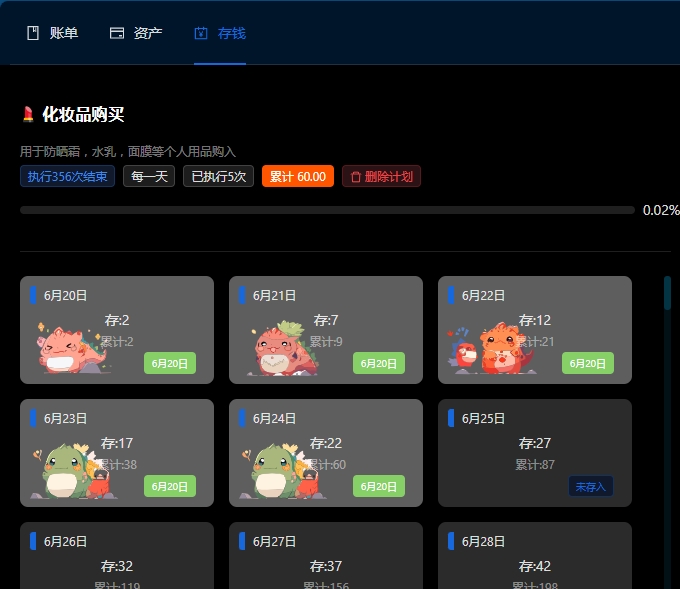 账单 资产 存钱
化妆品购买
用于防晒霜，水乳，面膜等个人用品购入
执行356次结束 每一天 已执行5次 累计 60.00 删除计划
0.02%
6月20日 6月21日 6月22日
存:2 存:7 存:12
累计:2 累计:9 累计:21
6月20日 6月20日 6月20日
6月23日 6月24日 6月25日
存:17 存:22 存:27
累计:38 累计:60 累计:87
6月20日 6月20日 未存入
6月26日 6月27日 6月28日
存:32 存:37 存:42
累计:119 累计:156 累计:198